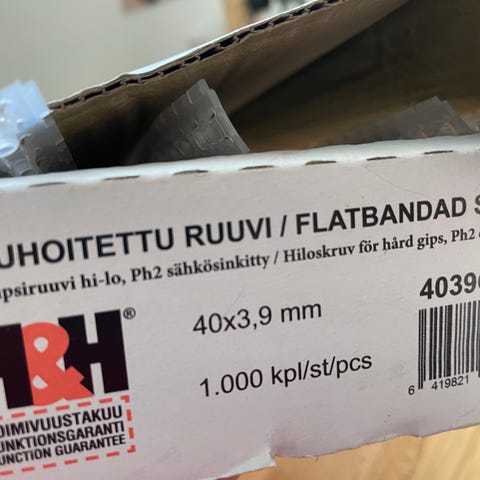 UHOITETTU RUUVI / FLATBANDAD S
psiruuvi hi-lo, Ph2 sähkösinkitty / Hiloskruv för hård gips, Ph2
H&H®
40x3,9 mm
4039
1.000 kpl/st/pcs
6 419821
OIMIVUUSTAKUU
UNKTIONSGARANTI
UNCTION GUARANTEE